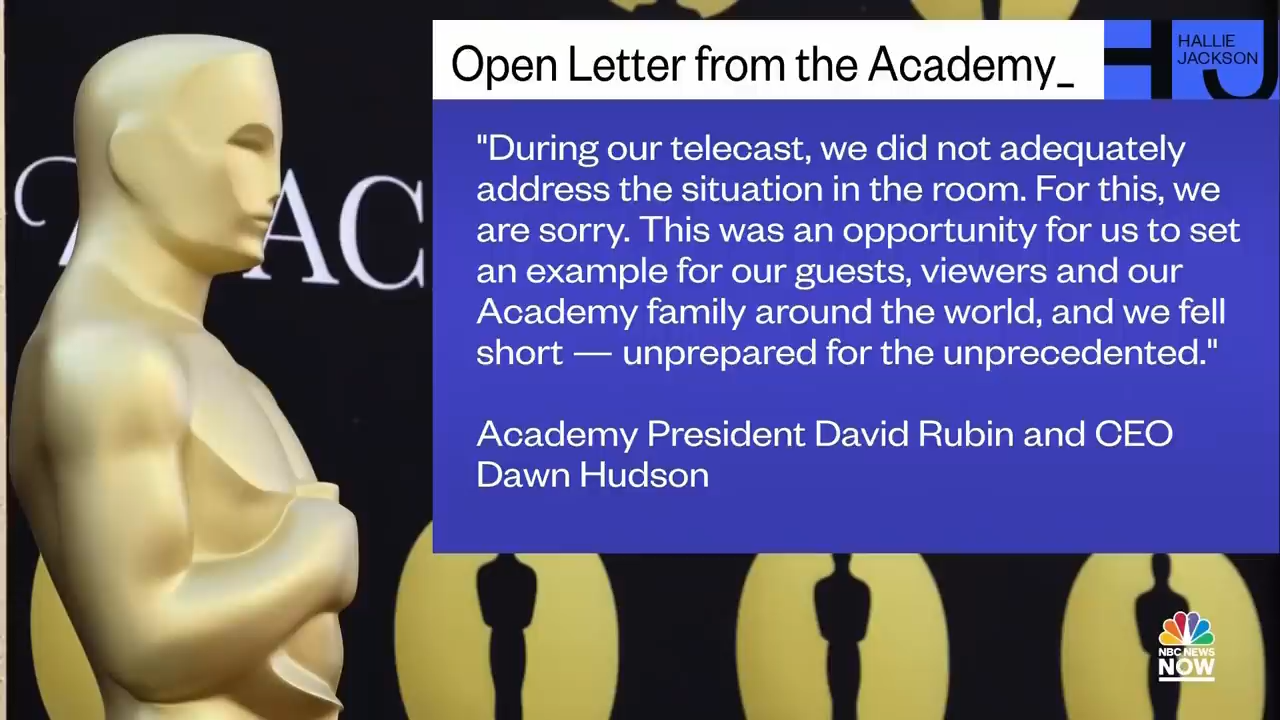 Open Letter from the Academy_
HALLIE
JACKSON
"During our telecast, we did not adequately
address the situation in the room. For this, we
are sorry. This was an opportunity for us to set
an example for our guests, viewers and our
Academy family around the world, and we fell
short — unprepared for the unprecedented."
Academy President David Rubin and CEO
Dawn Hudson
NBC NEWS
NOW